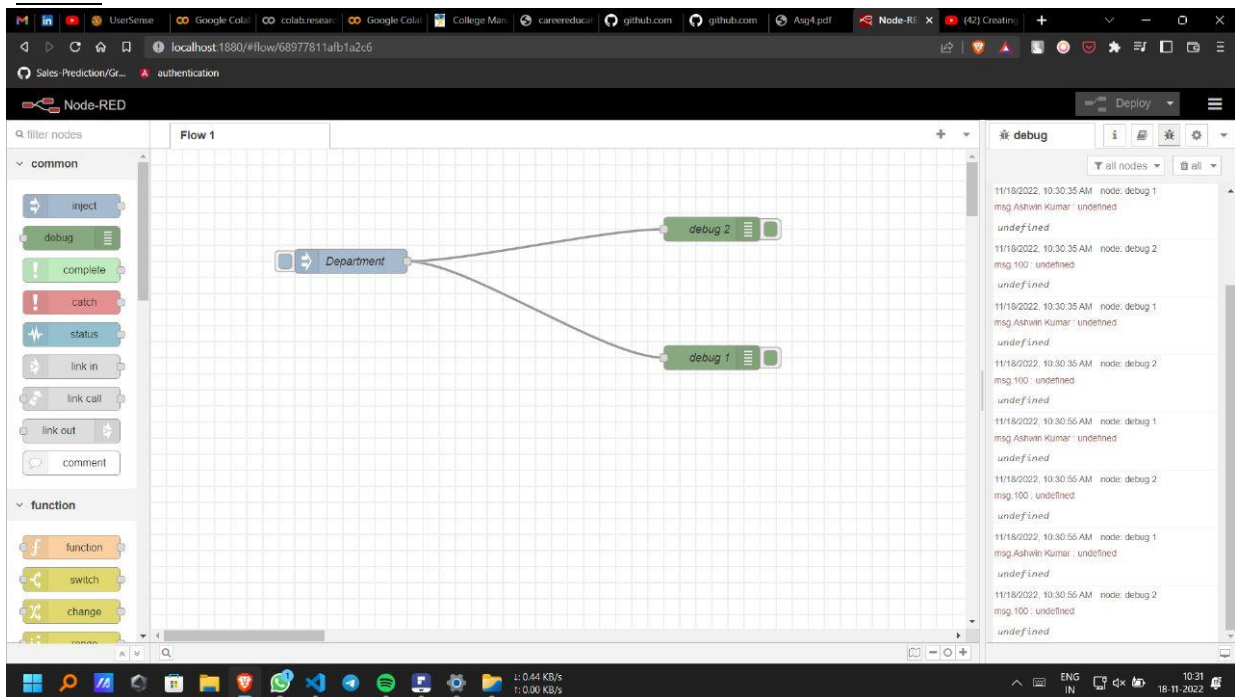 UserSense
Google Colab
colab.researc
Google Colab
College Man
careereducat
github.com
github.com
Asg4.pdf
Node-RE
(42) Creating
localhost:1880/#flow/68977811afb1a2c6
Sales-Prediction/Gr...
authentication
Node-RED
Deploy
filter nodes
Flow 1
debug
i
common
all nodes
all
inject
debug
complete
catch
status
link in
link call
link out
comment
function
function
switch
change
range
Department
debug 2
debug 1
11/18/2022, 10:30:35 AM node: debug 1
msg.Ashwin Kumar : undefined
undefined
11/18/2022, 10:30:35 AM node: debug 2
msg.100 : undefined
undefined
11/18/2022, 10:30:35 AM node: debug 1
msg.Ashwin Kumar : undefined
undefined
11/18/2022, 10:30:35 AM node: debug 2
msg.100 : undefined
undefined
11/18/2022, 10:30:55 AM node: debug 1
msg.Ashwin Kumar : undefined
undefined
11/18/2022, 10:30:55 AM node: debug 2
msg.100 : undefined
undefined
11/18/2022, 10:30:55 AM node: debug 1
msg.Ashwin Kumar : undefined
undefined
11/18/2022, 10:30:55 AM node: debug 2
msg.100 : undefined
undefined
↓: 0.44 KB/s
↑: 0.00 KB/s
ENG
IN
10:31
18-11-2022